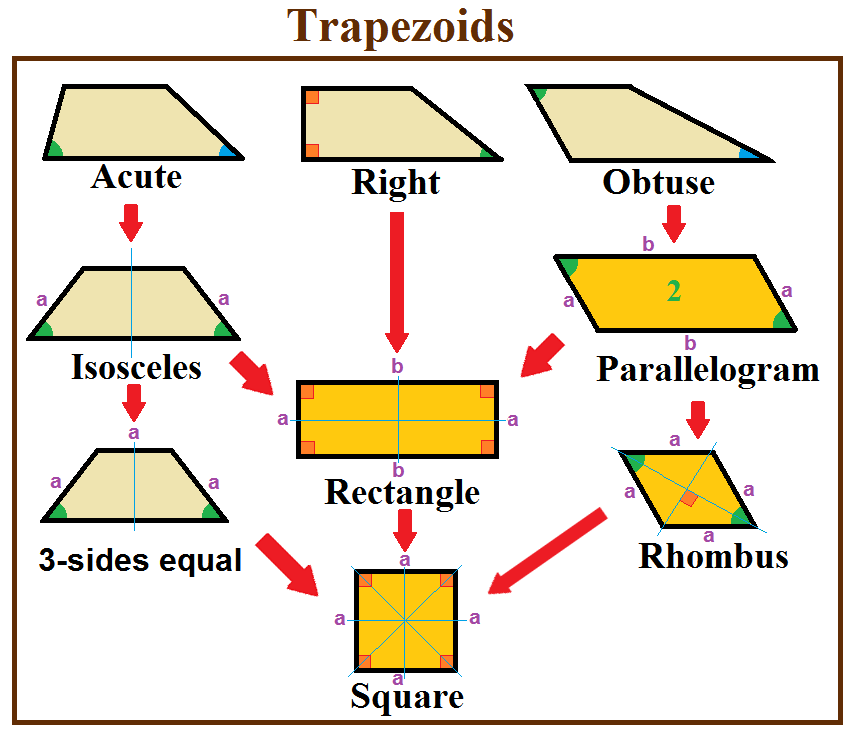 Trapezoids
Acute
Right
Obtuse
a
a
Isosceles
b
a
2
a
b
Parallelogram
b
a
a
b
Rectangle
a
a
a
3-sides equal
a
a
a
a
Rhombus
a
a
a
a
Square